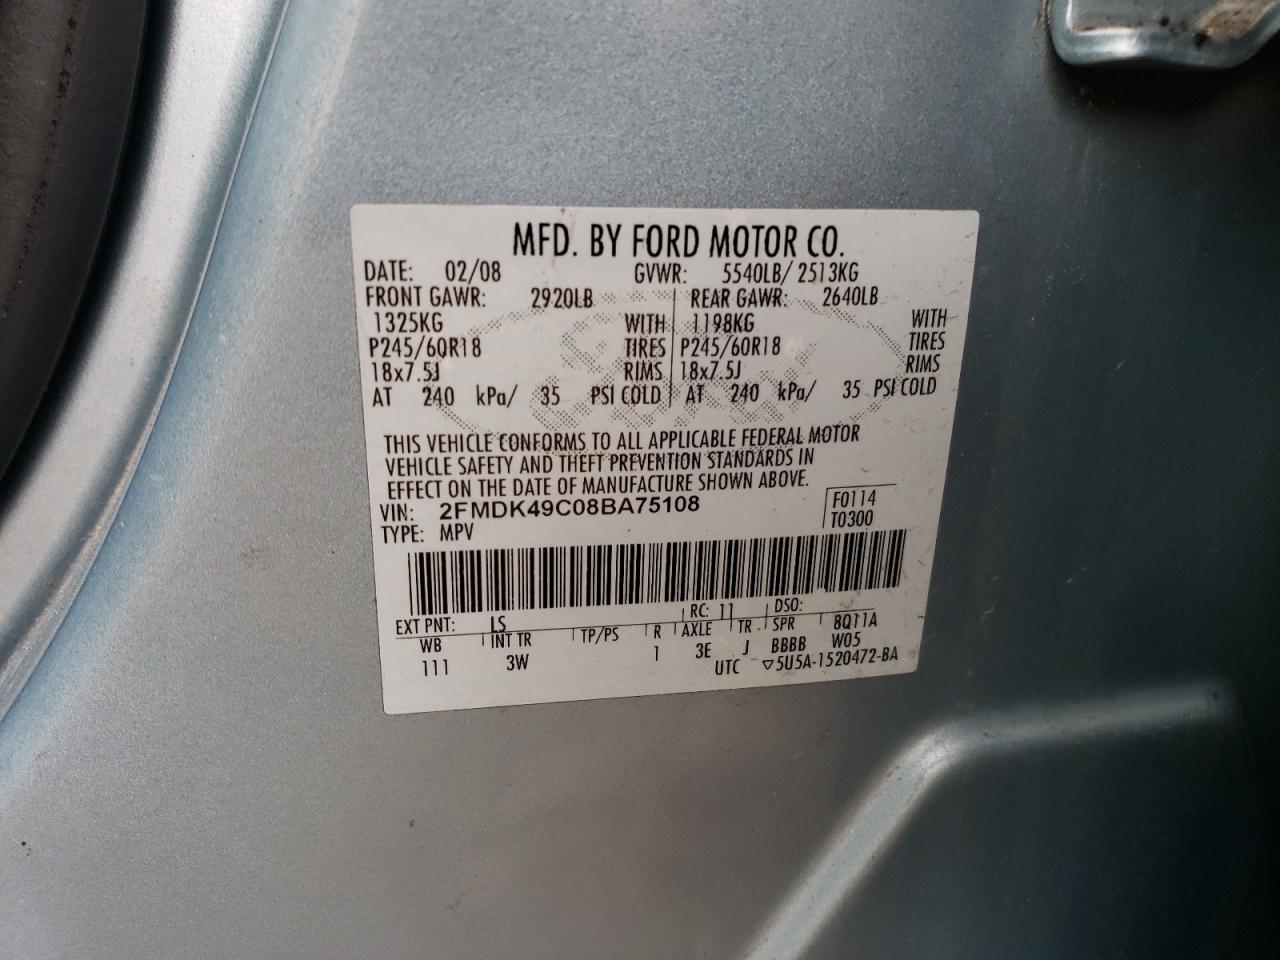 MFD. BY FORD MOTOR CO.
DATE: 02/08 GVWR: 5540LB/ 2513KG
FRONT GAWR: 2920LB REAR GAWR: 2640LB
1325KG WITH 1198KG WITH
P245/60R18 TIRES P245/60R18 TIRES
18x7.5J RIMS 18x7.5J RIMS
AT 240 kPa/ 35 PSI COLD AT 240 kPa/ 35 PSI COLD
THIS VEHICLE CONFORMS TO ALL APPLICABLE FEDERAL MOTOR
VEHICLE SAFETY AND THEFT PREVENTION STANDARDS IN
EFFECT ON THE DATE OF MANUFACTURE SHOWN ABOVE.
VIN: 2FMDK49C08BA75108 F0114
TYPE: MPV T0300
EXT PNT: LS RC: 11 DSO:
WB INT TR TP/PS R AXLE TR SPR 8Q11A
111 3W 1 3E J BBBB W05
UTC ▽5U5A-1520472-BA